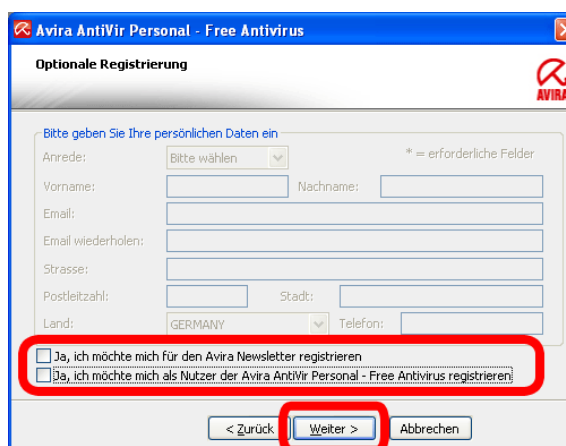 Avira AntiVir Personal - Free Antivirus
Optionale Registrierung
AVIRA
Bitte geben Sie Ihre persönlichen Daten ein
Anrede: Bitte wählen * = erforderliche Felder
Vorname: Nachname:
Email:
Email wiederholen:
Strasse:
Postleitzahl: Stadt:
Land: GERMANY Telefon:
Ja, ich möchte mich für den Avira Newsletter registrieren
Ja, ich möchte mich als Nutzer der Avira AntiVir Personal - Free Antivirus registrieren
< Zurück Weiter > Abbrechen